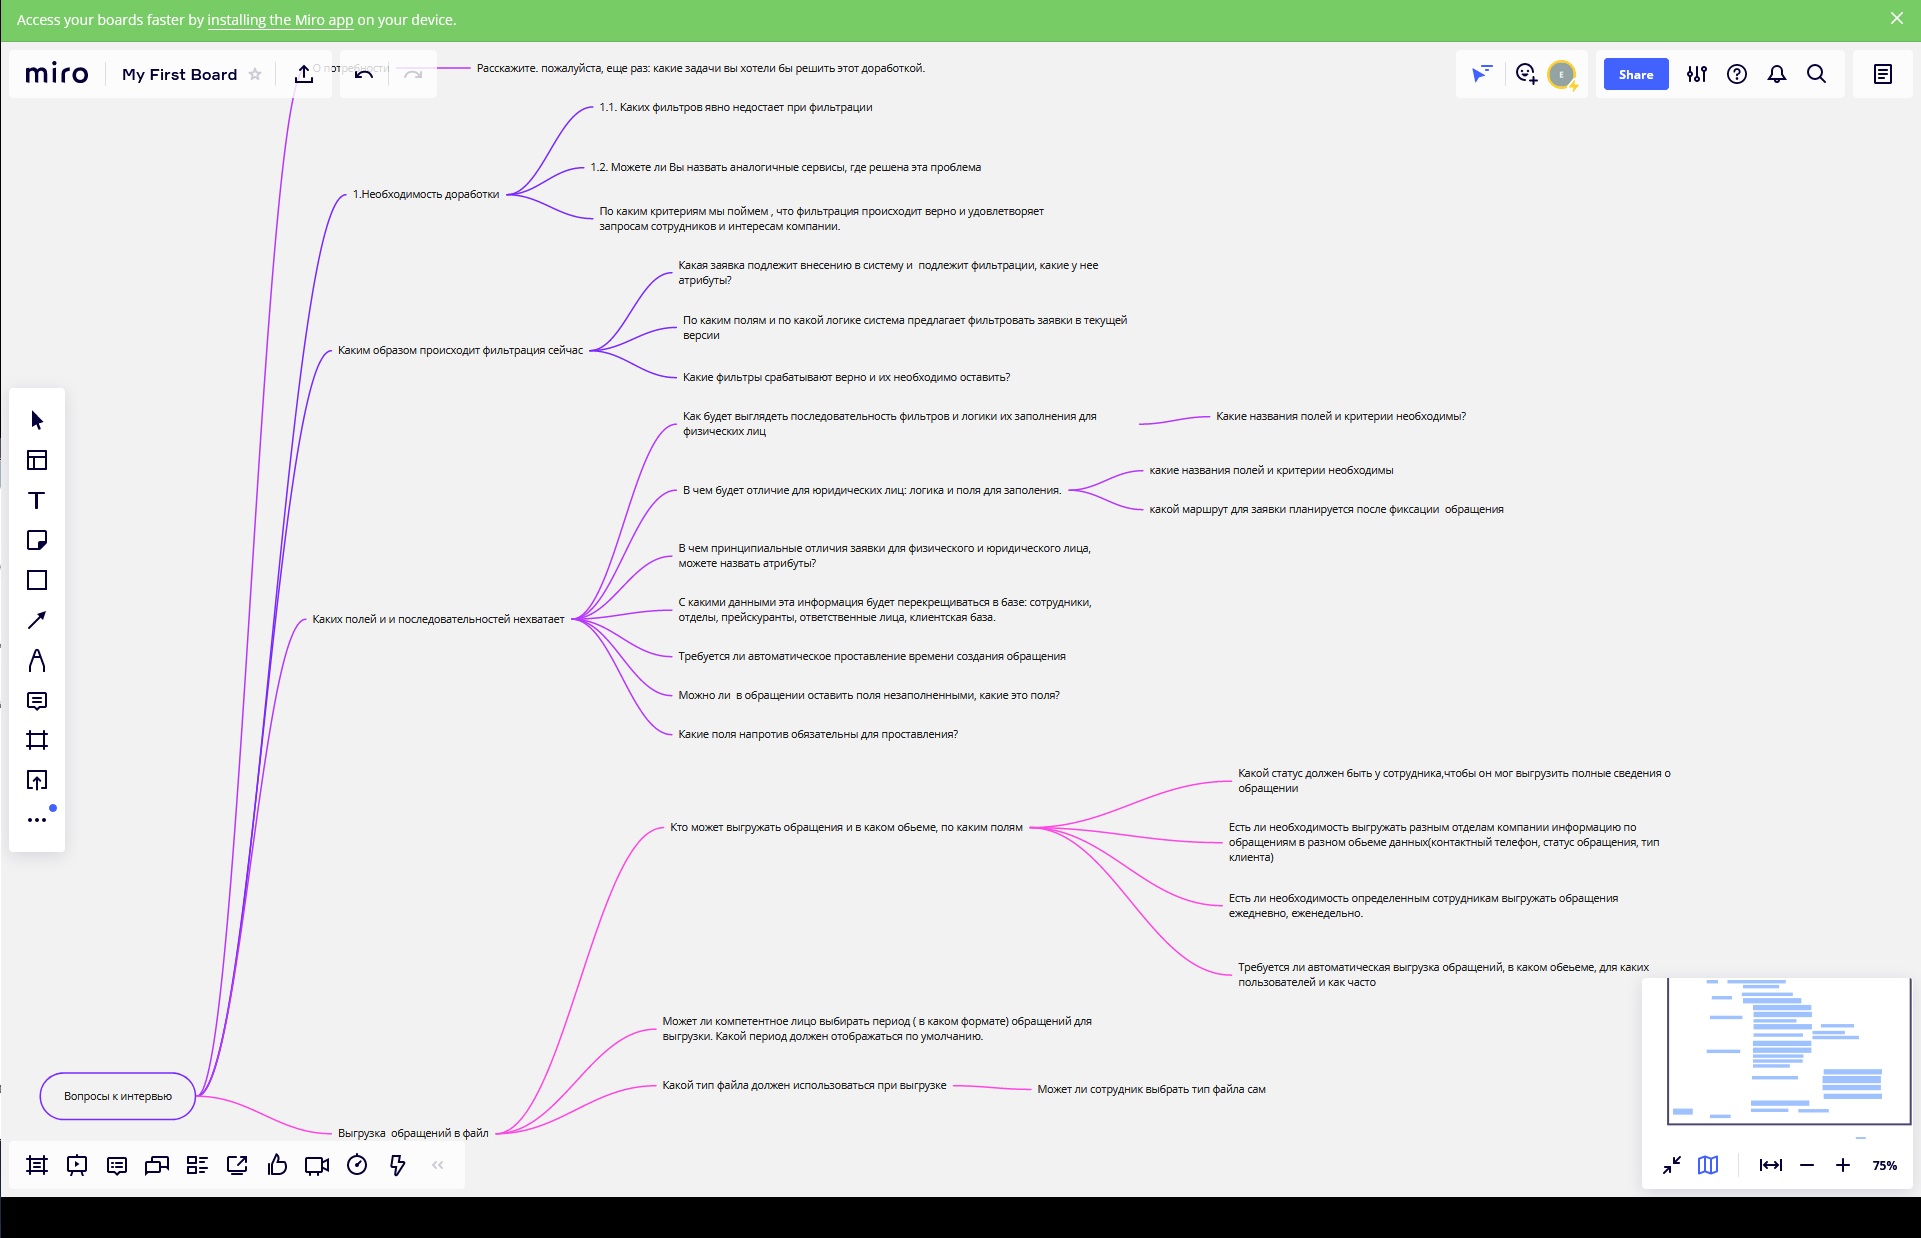 Access your boards faster by installing the Miro app on your device.
miro
My First Board
О потребности
Расскажите. пожалуйста, еще раз: какие задачи вы хотели бы решить этот доработкой.
E
Share
1.1. Каких фильтров явно недостает при фильтрации
1.2. Можете ли Вы назвать аналогичные сервисы, где решена эта проблема
1.Необходимость доработки
По каким критериям мы поймем , что фильтрация происходит верно и удовлетворяет
запросам сотрудников и интересам компании.
Какая заявка подлежит внесению в систему и  подлежит фильтрации, какие у нее
атрибуты?
По каким полям и по какой логике система предлагает фильтровать заявки в текущей
версии
Каким образом происходит фильтрация сейчас
Какие фильтры срабатывают верно и их необходимо оставить?
Как будет выглядеть последовательность фильтров и логики их заполнения для
физических лиц
Какие названия полей и критерии необходимы?
какие названия полей и критерии необходимы
В чем будет отличие для юридических лиц: логика и поля для заполения.
какой маршрут для заявки планируется после фиксации  обращения
В чем принципиальные отличия заявки для физического и юридического лица,
можете назвать атрибуты?
С какими данными эта информация будет перекрещиваться в базе: сотрудники,
отделы, прейскуранты, ответственные лица, клиентская база.
Каких полей и и последовательностей нехватает
Требуется ли автоматическое проставление времени создания обращения
Можно ли  в обращении оставить поля незаполненными, какие это поля?
Какие поля напротив обязательны для проставления?
Какой статус должен быть у сотрудника,чтобы он мог выгрузить полные сведения о
обращении
Кто может выгружать обращения и в каком обьеме, по каким полям
Есть ли необходимость выгружать разным отделам компании информацию по
обращениям в разном обьеме данных(контактный телефон, статус обращения, тип
клиента)
Есть ли необходимость определенным сотрудникам выгружать обращения
ежедневно, еженедельно.
Требуется ли автоматическая выгрузка обращений, в каком обеьеме, для каких
пользователей и как часто
Может ли компетентное лицо выбирать период ( в каком формате) обращений для
выгрузки. Какой период должен отображаться по умолчанию.
Какой тип файла должен использоваться при выгрузке
Может ли сотрудник выбрать тип файла сам
Вопросы к интервью
Выгрузка  обращений в файл
75%